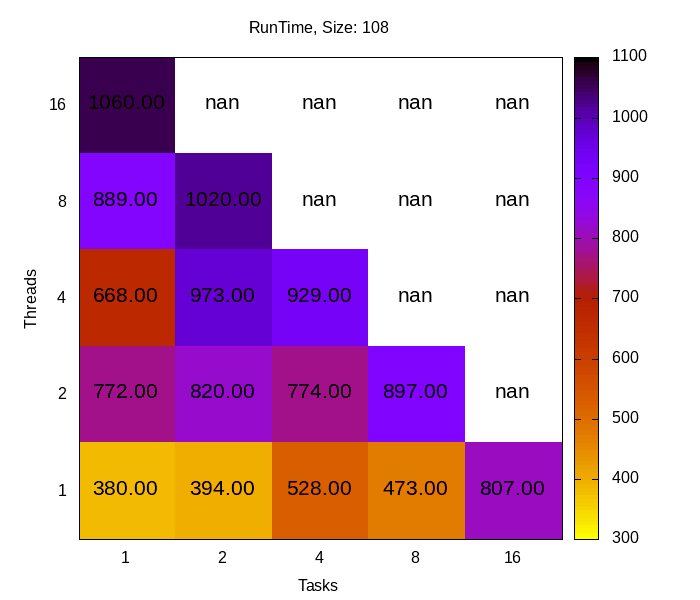 RunTime, Size: 108
1100
16 1060.00 nan nan nan nan
1000
900
8 889.00 1020.00 nan nan nan
800
Threads
4 668.00 973.00 929.00 nan nan
700
600
2 772.00 820.00 774.00 897.00 nan
500
400
1 380.00 394.00 528.00 473.00 807.00
300
1 2 4 8 16
Tasks